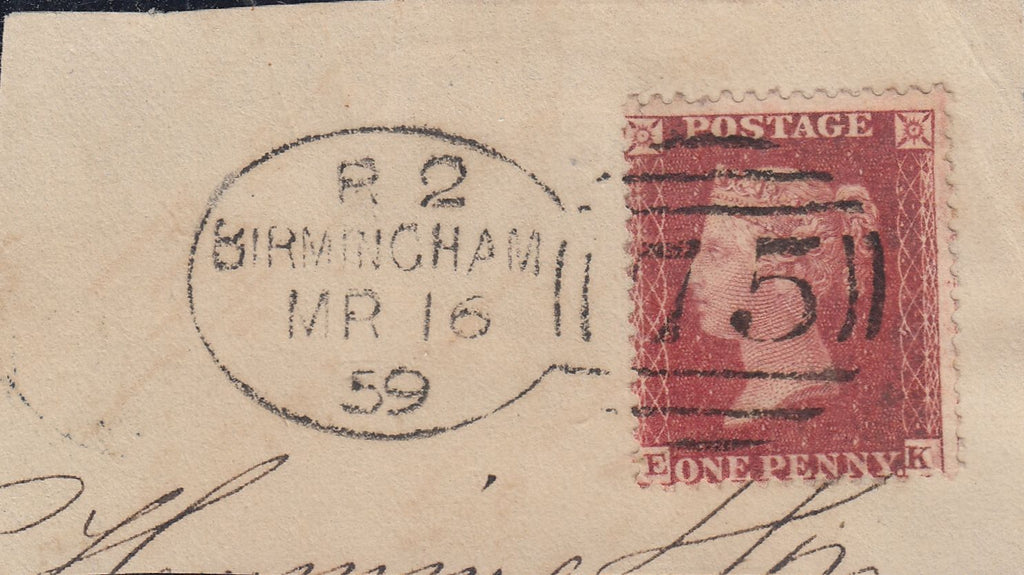 R 2
BIRMINGHAM
MR 16
59
75
POSTAGE
E ONE PENNY. K